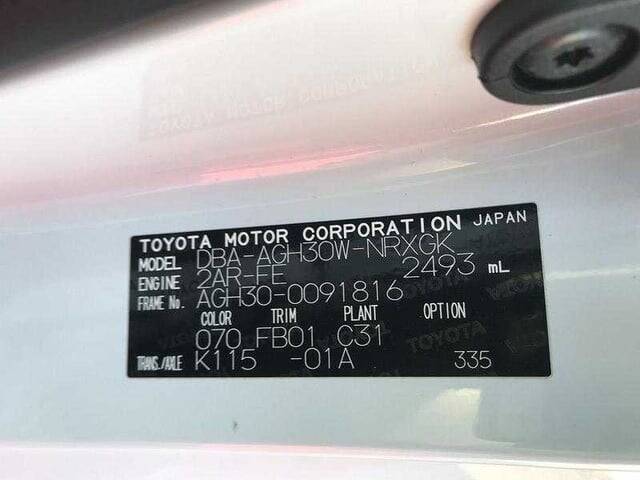 TOYOTA MOTOR CORPORATION JAPAN
MODEL DBA-AGH30W-NRXGK
ENGINE 2AR-FE 2493 mL
FRAME No. AGH30-0091816
COLOR TRIM PLANT OPTION
070 FB01 C31
TRANS./AXLE K115 -01A 335